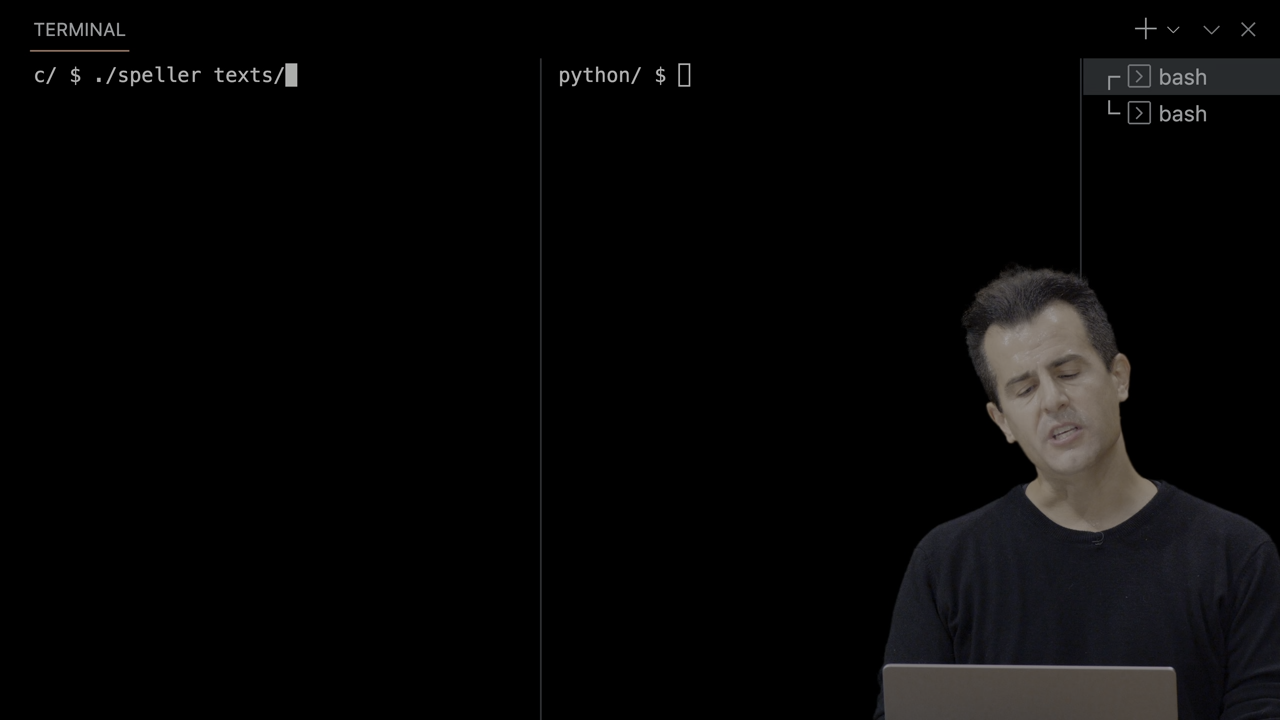 TERMINAL
c/ $ ./speller texts/
python/ $
bash
bash